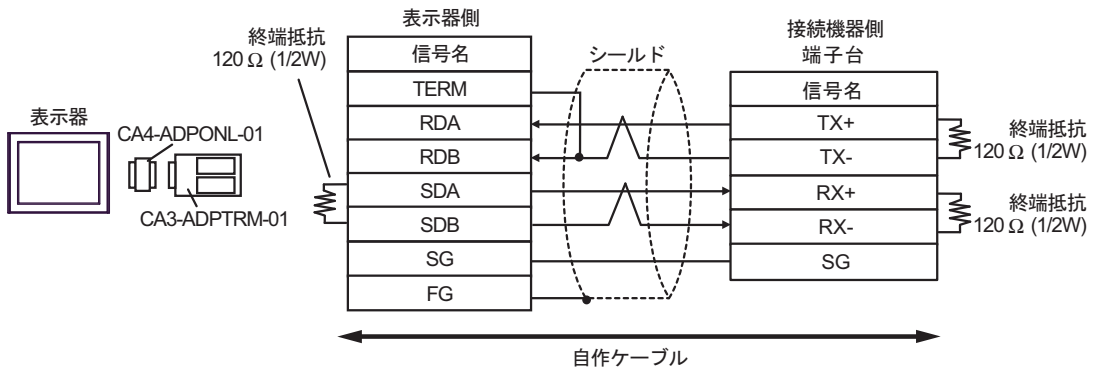 表示器
CA4-ADPONL-01
CA3-ADPTRM-01
終端抵抗
120 Ω (1/2W)
表示器側
信号名
TERM
RDA
RDB
SDA
SDB
SG
FG
シールド
接続機器側
端子台
信号名
TX+
TX-
RX+
RX-
SG
終端抵抗
120 Ω (1/2W)
終端抵抗
120 Ω (1/2W)
自作ケーブル